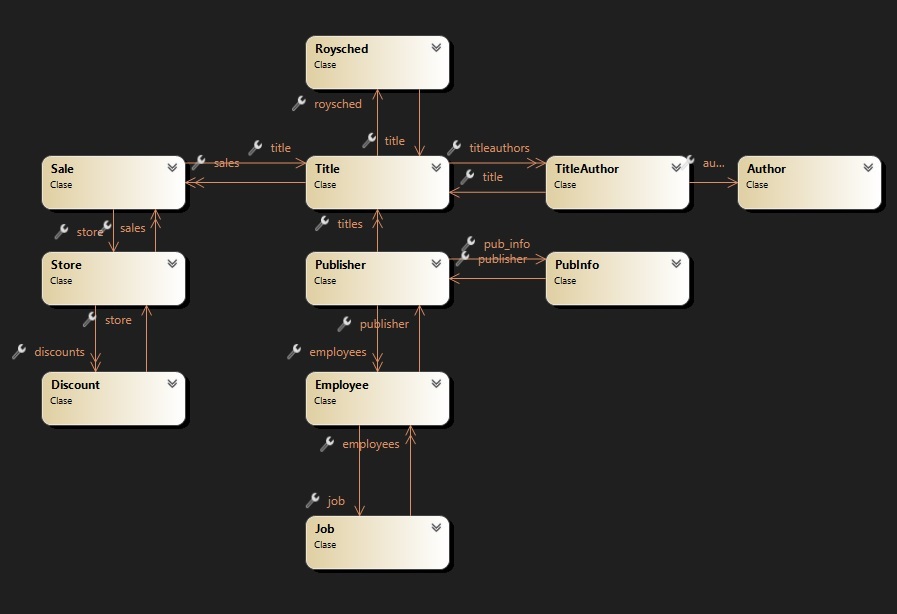 Roysched
Clase
roysched
title
title
sales
titleauthors
title
au...
Sale
Clase
Title
Clase
TitleAuthor
Clase
Author
Clase
store
sales
titles
pub_info
publisher
Store
Clase
Publisher
Clase
PubInfo
Clase
store
publisher
discounts
employees
Discount
Clase
Employee
Clase
employees
job
Job
Clase